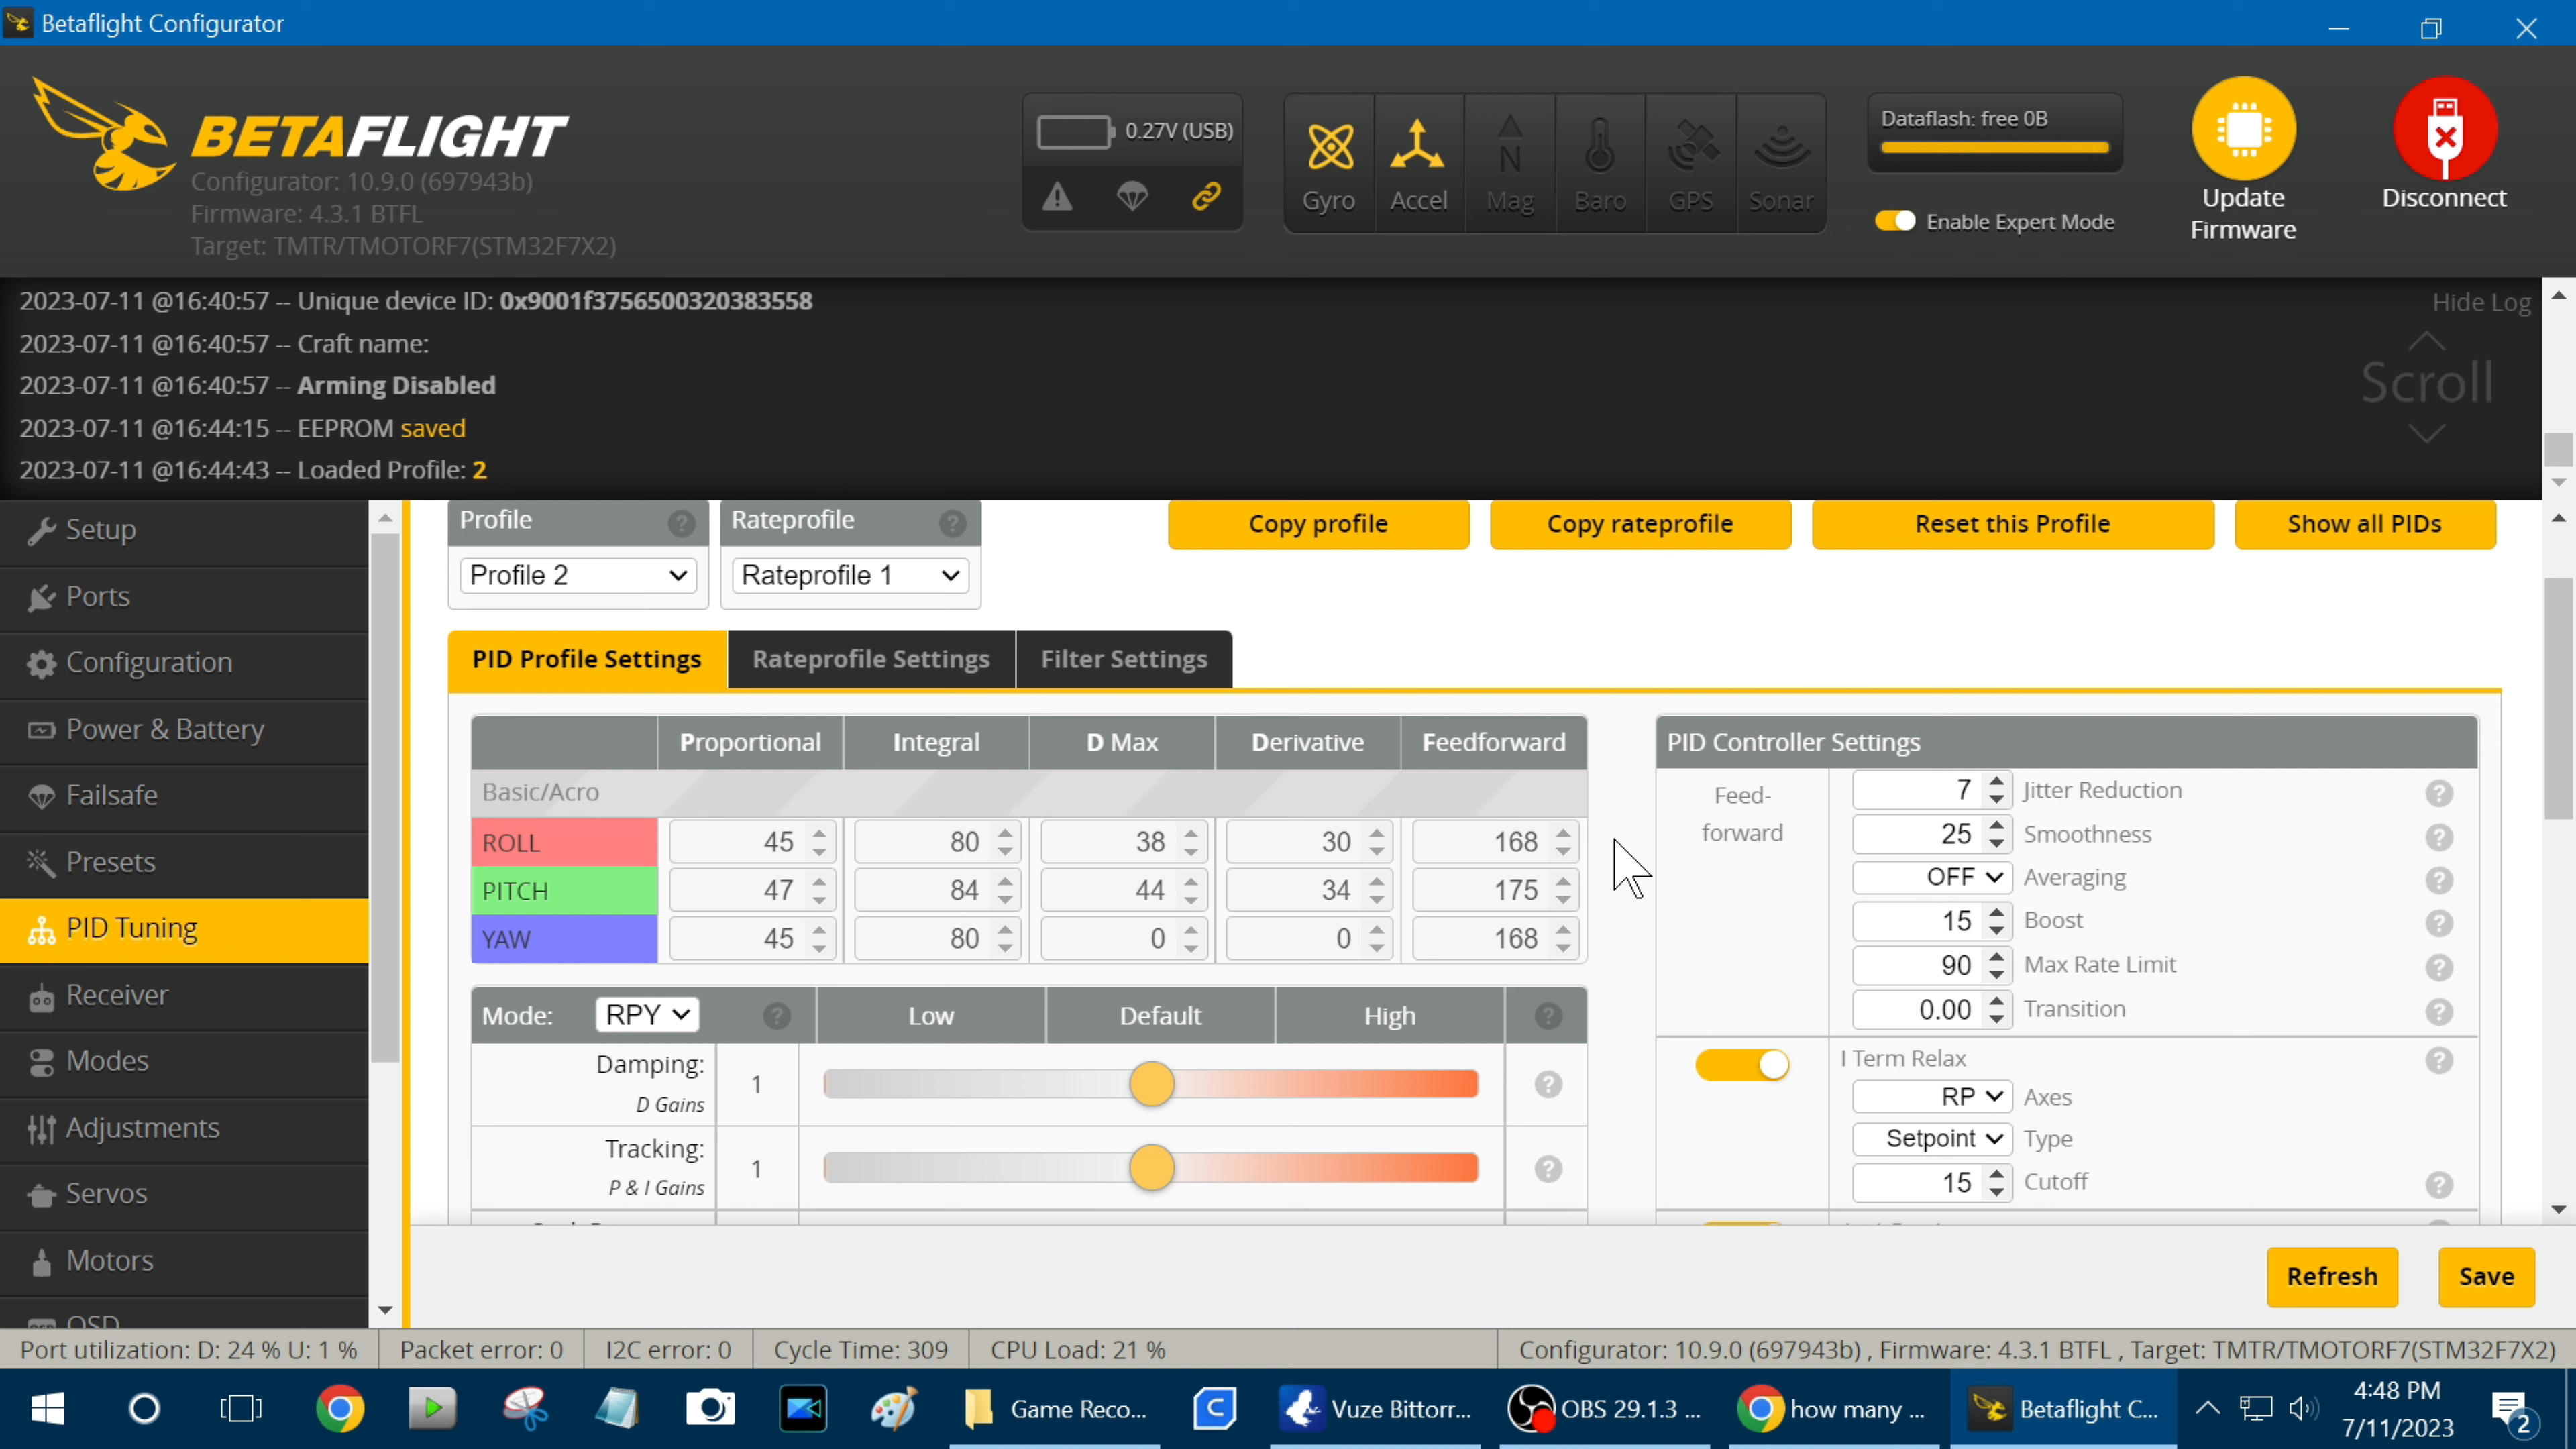 Betaflight Configurator
BETAFLIGHT
Configurator: 10.9.0 (697943b)
Firmware: 4.3.1 BTFL
Target: TMTR/TMOTORF7(STM32F7X2)
0.27V (USB)
Gyro
Accel
N
Mag
Baro
GPS
Sonar
Dataflash: free 0B
Enable Expert Mode
Update
Firmware
Disconnect
2023-07-11 @16:40:57 -- Unique device ID: 0x9001f3756500320383558
2023-07-11 @16:40:57 -- Craft name:
2023-07-11 @16:40:57 -- Arming Disabled
2023-07-11 @16:44:15 -- EEPROM saved
2023-07-11 @16:44:43 -- Loaded Profile: 2
Hide Log
Scroll
Setup
Ports
Configuration
Power & Battery
Failsafe
Presets
PID Tuning
Receiver
Modes
Adjustments
Servos
Motors
OSD
Profile ?
Profile 2
Rateprofile ?
Rateprofile 1
Copy profile
Copy rateprofile
Reset this Profile
Show all PIDs
PID Profile Settings
Rateprofile Settings
Filter Settings
Proportional Integral D Max Derivative Feedforward
Basic/Acro
ROLL 45 80 38 30 168
PITCH 47 84 44 34 175
YAW 45 80 0 0 168
Mode: RPY ? Low Default High ?
Damping:
D Gains
1 ?
Tracking:
P & I Gains
1 ?
PID Controller Settings
Feed-
forward
7 Jitter Reduction ?
25 Smoothness ?
OFF Averaging ?
15 Boost ?
90 Max Rate Limit ?
0.00 Transition ?
I Term Relax ?
RP Axes
Setpoint Type
15 Cutoff ?
Refresh
Save
Port utilization: D: 24 % U: 1 % Packet error: 0 I2C error: 0 Cycle Time: 309 CPU Load: 21 % Configurator: 10.9.0 (697943b) , Firmware: 4.3.1 BTFL , Target: TMTR/TMOTORF7(STM32F7X2)
Game Reco...
Vuze Bittorr...
OBS 29.1.3 ...
how many ...
Betaflight C...
4:48 PM
7/11/2023
2